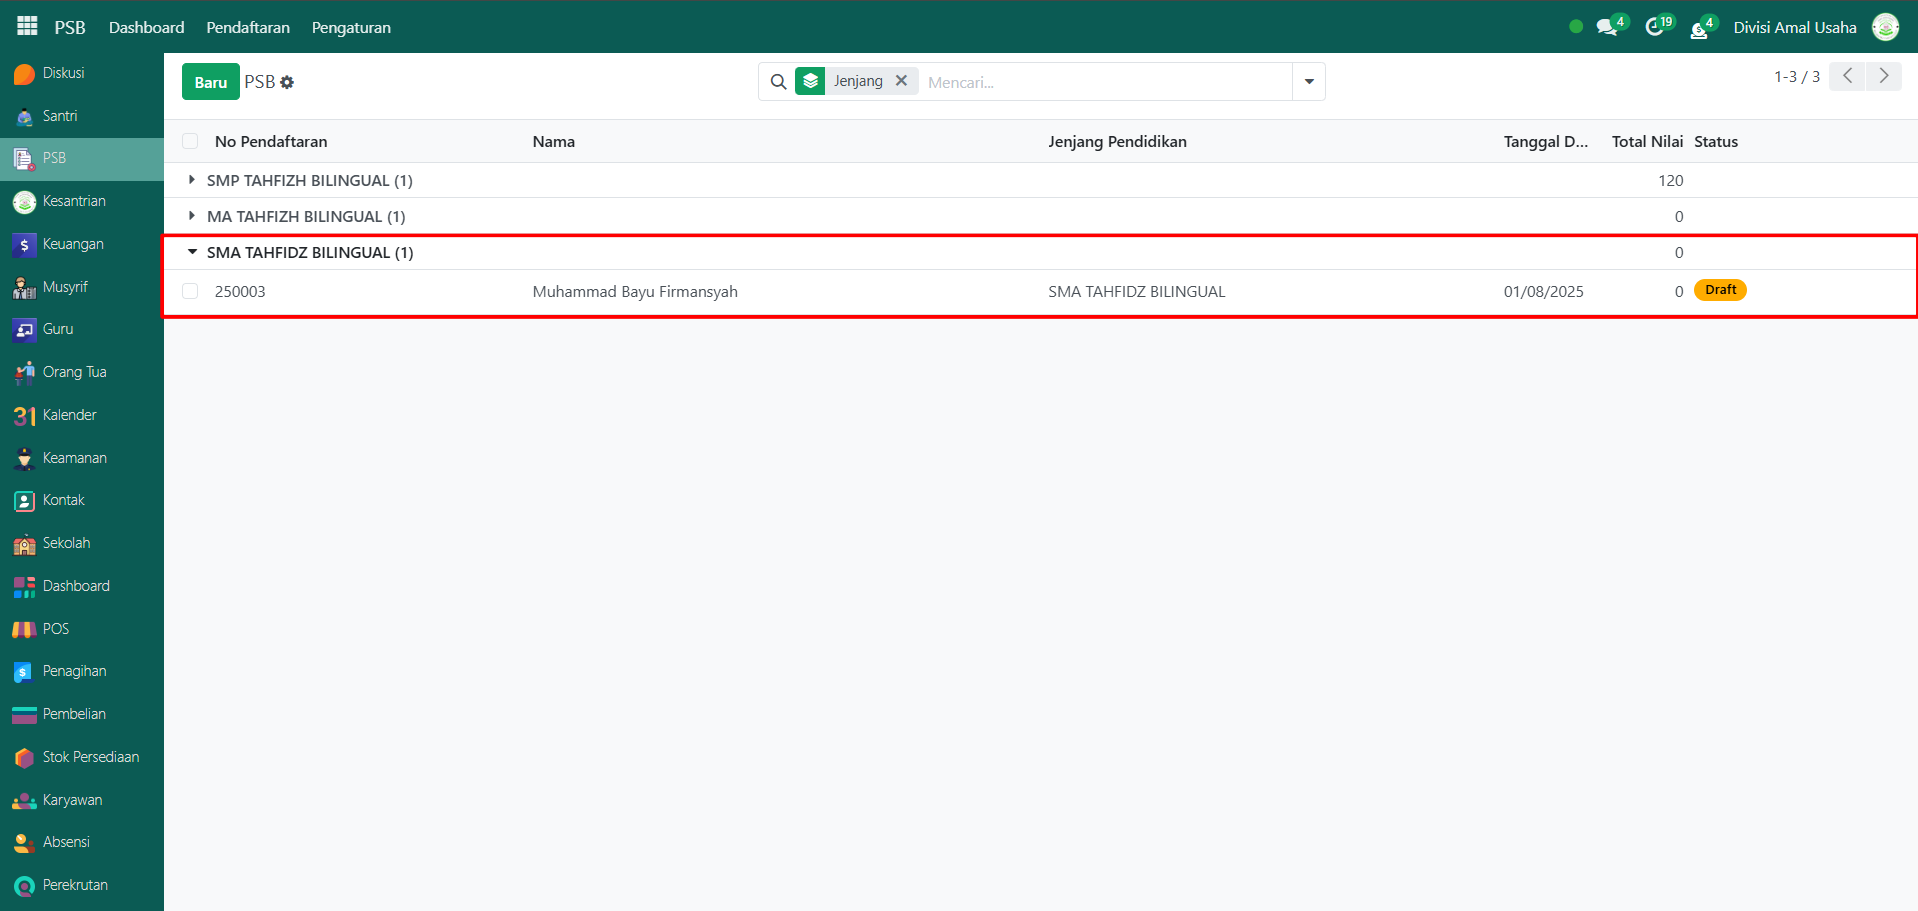 PSB Dashboard Pendaftaran Pengaturan 4 19 4 Divisi Amal Usaha
Diskusi
Santri
PSB
Kesantrian
Keuangan
Musyrif
Guru
Orang Tua
31 Kalender
Keamanan
Kontak
Sekolah
Dashboard
POS
Penagihan
Pembelian
Stok Persediaan
Karyawan
Absensi
Perekrutan
Baru PSB Jenjang Mencari... 1-3 / 3
No Pendaftaran Nama Jenjang Pendidikan Tanggal D... Total Nilai Status
SMP TAHFIZH BILINGUAL (1) 120
MA TAHFIZH BILINGUAL (1) 0
SMA TAHFIDZ BILINGUAL (1) 0
250003 Muhammad Bayu Firmansyah SMA TAHFIDZ BILINGUAL 01/08/2025 0 Draft